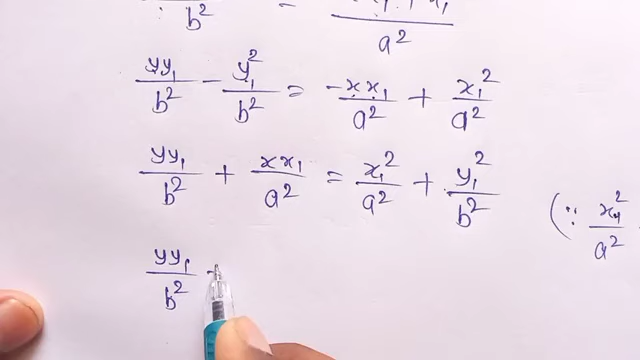 /b² = /a²
yy₁/b² - y₁²/b² = -xx₁/a² + x₁²/a²
yy₁/b² + xx₁/a² = x₁²/a² + y₁²/b² (∵ x₁²/a²
yy₁/b²